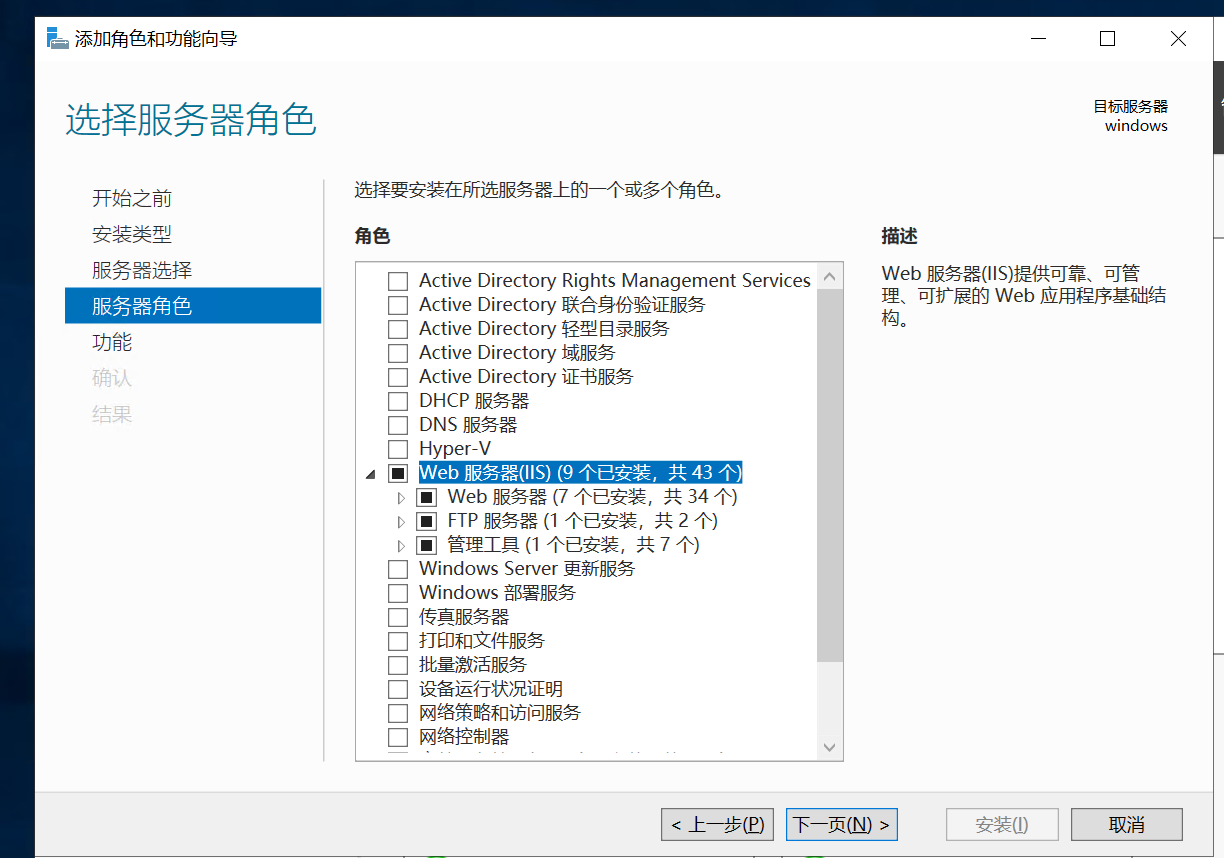 添加角色和功能向导
选择服务器角色
目标服务器
windows
开始之前
安装类型
服务器选择
服务器角色
功能
确认
结果
选择要安装在所选服务器上的一个或多个角色。
角色
Active Directory Rights Management Services
Active Directory 联合身份验证服务
Active Directory 轻型目录服务
Active Directory 域服务
Active Directory 证书服务
DHCP 服务器
DNS 服务器
Hyper-V
Web 服务器(IIS) (9 个已安装，共 43 个)
Web 服务器 (7 个已安装，共 34 个)
FTP 服务器 (1 个已安装，共 2 个)
管理工具 (1 个已安装，共 7 个)
Windows Server 更新服务
Windows 部署服务
传真服务器
打印和文件服务
批量激活服务
设备运行状况证明
网络策略和访问服务
网络控制器
描述
Web 服务器(IIS)提供可靠、可管
理、可扩展的 Web 应用程序基础结
构。
< 上一步(P)
下一页(N) >
安装(I)
取消